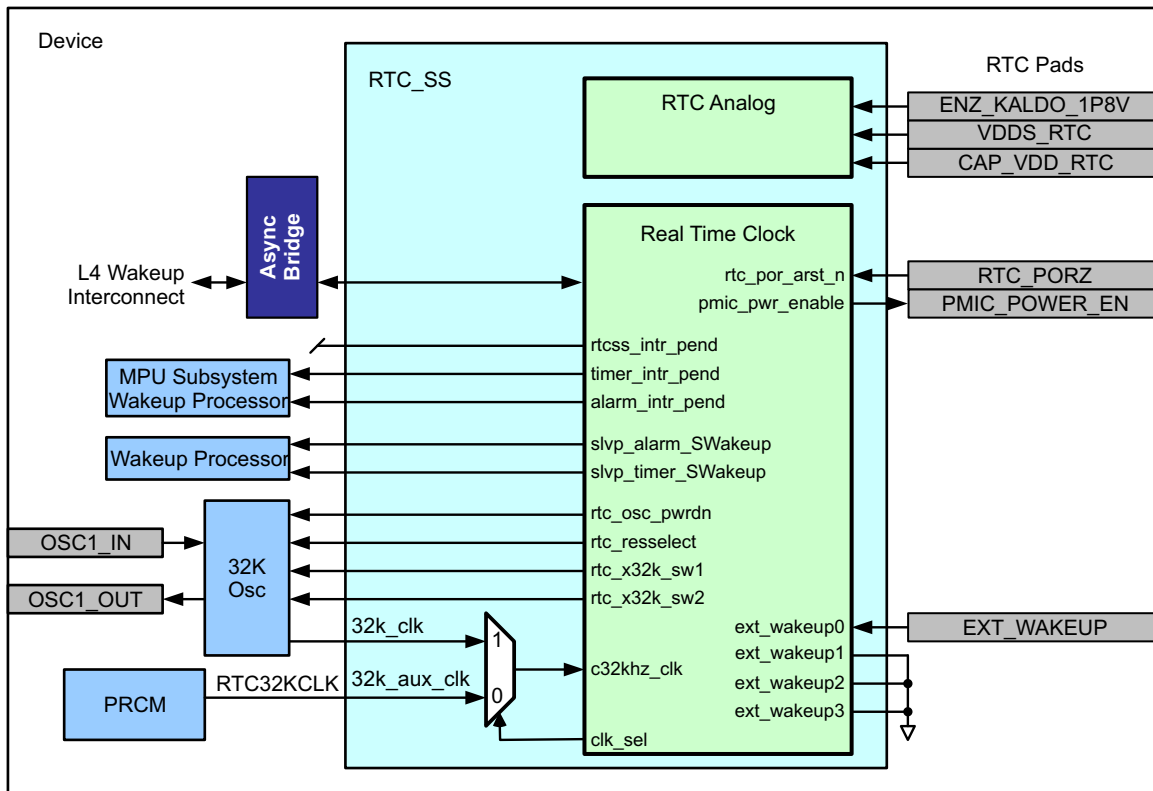 Device
RTC_SS
RTC Pads
RTC Analog
ENZ_KALDO_1P8V
VDDS_RTC
CAP_VDD_RTC
Async
Bridge
L4 Wakeup
Interconnect
Real Time Clock
rtc_por_arst_n
pmic_pwr_enable
RTC_PORZ
PMIC_POWER_EN
rtcss_intr_pend
timer_intr_pend
alarm_intr_pend
MPU Subsystem
Wakeup Processor
slvp_alarm_SWakeup
slvp_timer_SWakeup
Wakeup Processor
OSC1_IN
OSC1_OUT
32K
Osc
rtc_osc_pwrdn
rtc_resselect
rtc_x32k_sw1
rtc_x32k_sw2
ext_wakeup0
ext_wakeup1
ext_wakeup2
ext_wakeup3
EXT_WAKEUP
32k_clk
1
c32khz_clk
PRCM
RTC32KCLK
32k_aux_clk
0
clk_sel